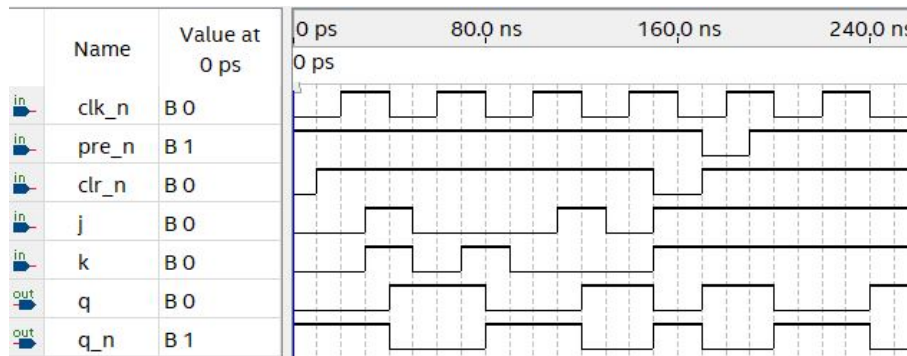 Name
Value at
0 ps
0 ps 80.0 ns 160.0 ns 240.0 ns
0 ps
in clk_n B 0
in pre_n B 1
in clr_n B 0
in j B 0
in k B 0
out q B 0
out q_n B 1